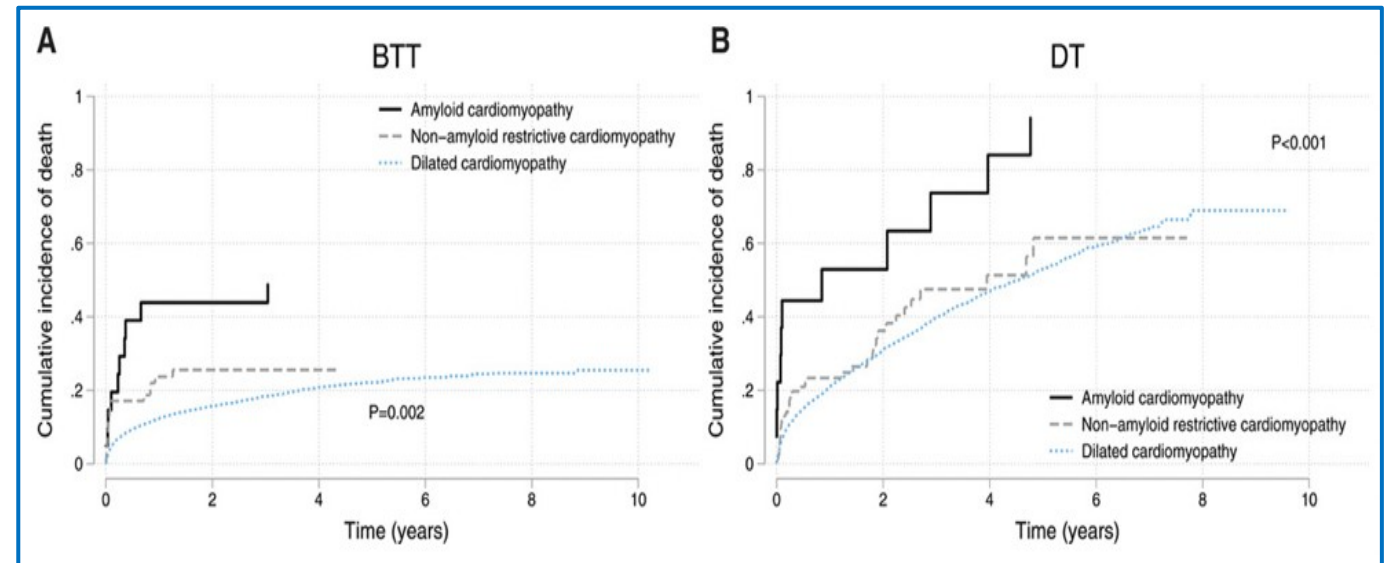 A
BTT
Cumulative incidence of death
1
.8
.6
.4
.2
0
Amyloid cardiomyopathy
Non-amyloid restrictive cardiomyopathy
Dilated cardiomyopathy
P=0.002
0 2 4 6 8 10
Time (years)
B
DT
Cumulative incidence of death
1
.8
.6
.4
.2
0
P<0.001
Amyloid cardiomyopathy
Non-amyloid restrictive cardiomyopathy
Dilated cardiomyopathy
0 2 4 6 8 10
Time (years)